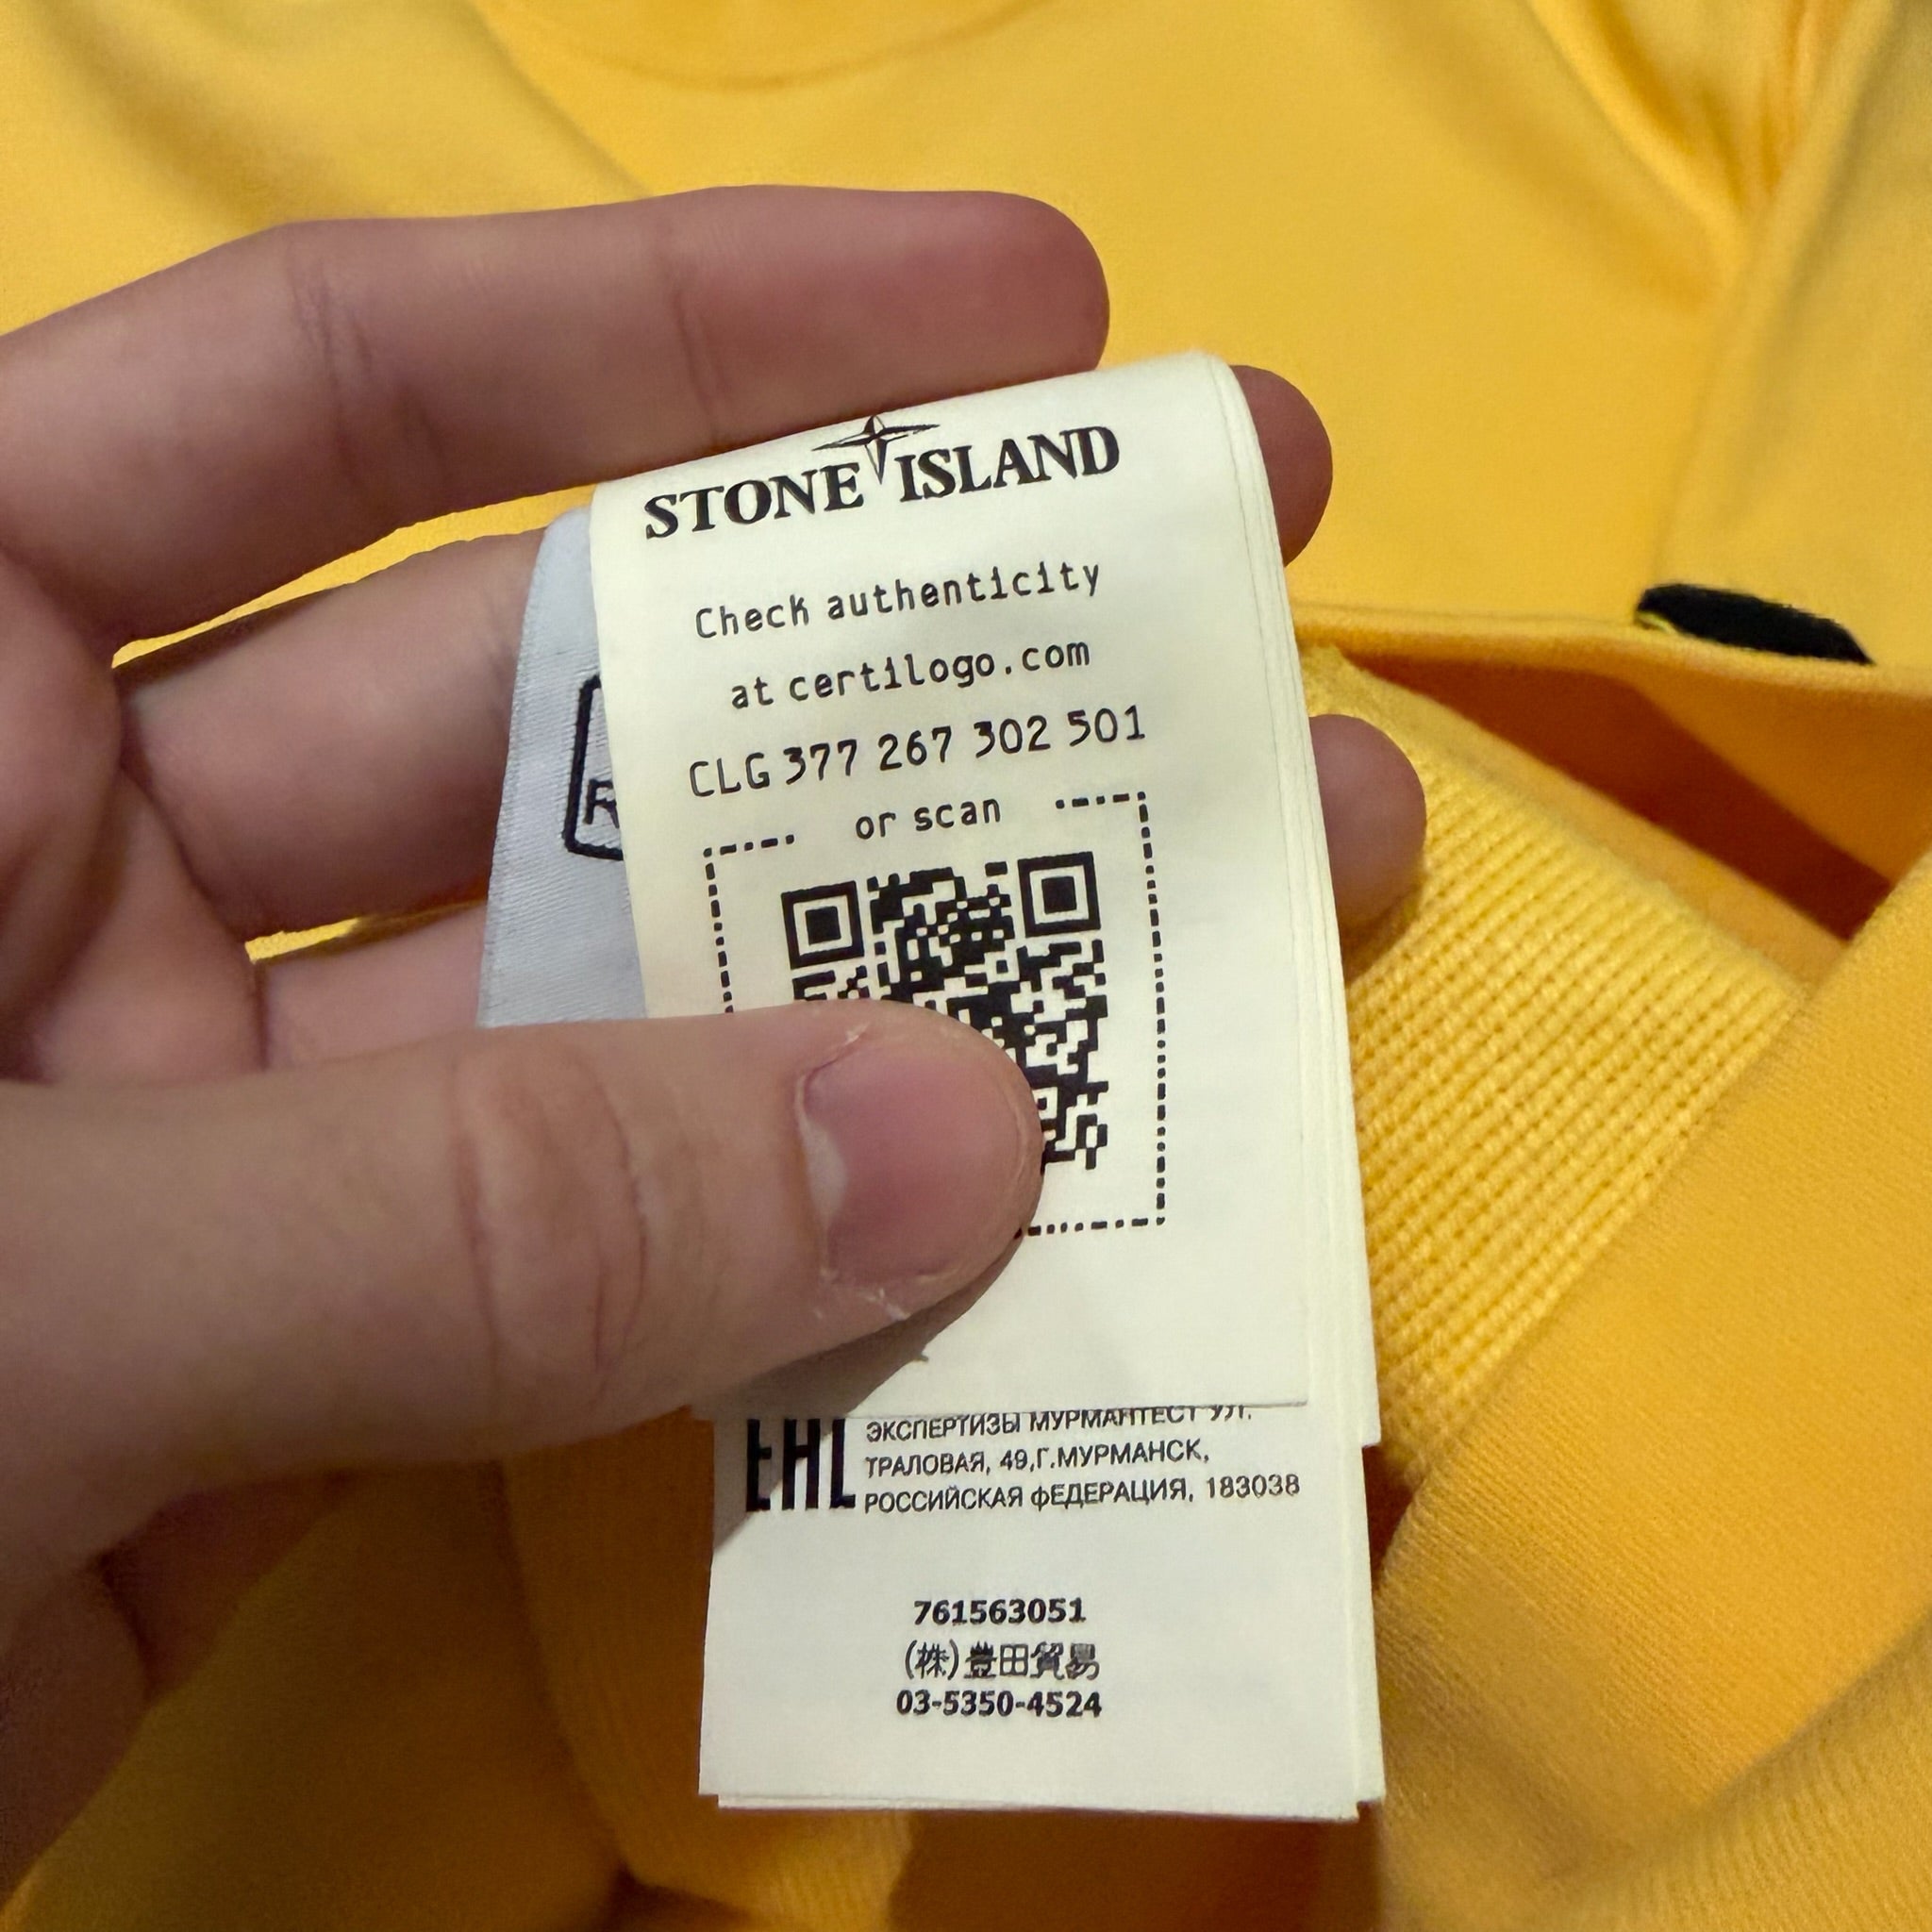 STONE ISLAND
Check authenticity
at certilogo.com
CLG 377 267 302 501
or scan
R
EAC
ЭКСПЕРТИЗЫ МУРМАНТЕСТ УЛ.
ТРАЛОВАЯ, 49,Г.МУРМАНСК,
РОССИЙСКАЯ ФЕДЕРАЦИЯ, 183038
761563051
(株)豊田貿易
03-5350-4524